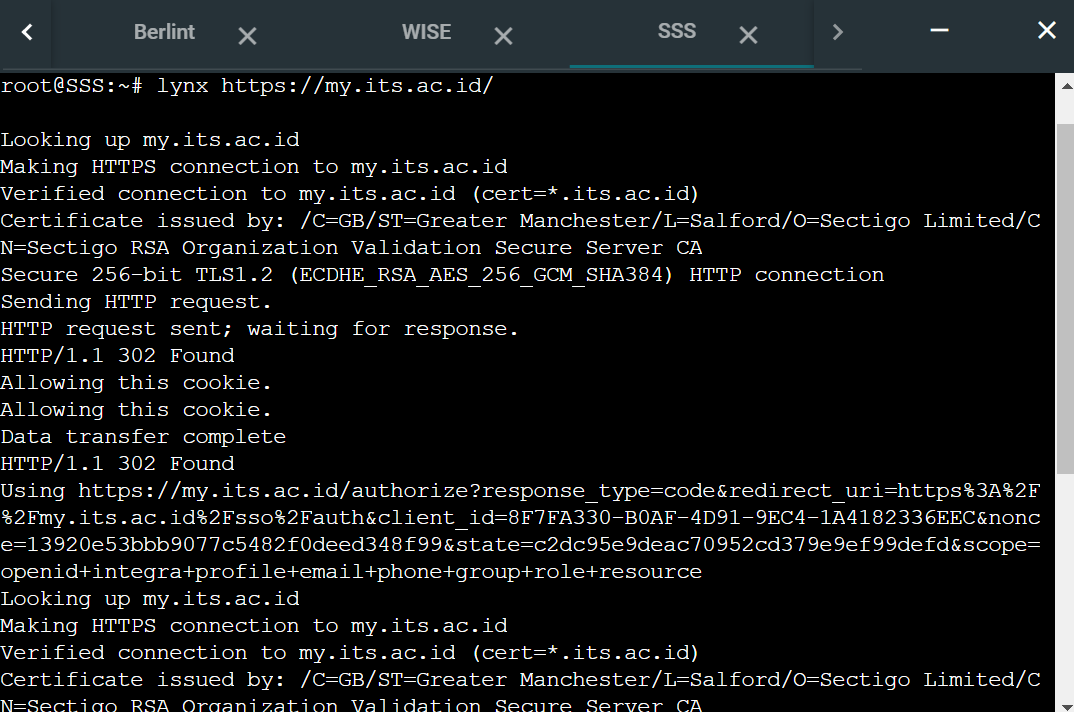 Berlint WISE SSS
root@SSS:~# lynx https://my.its.ac.id/
Looking up my.its.ac.id
Making HTTPS connection to my.its.ac.id
Verified connection to my.its.ac.id (cert=*.its.ac.id)
Certificate issued by: /C=GB/ST=Greater Manchester/L=Salford/O=Sectigo Limited/C
N=Sectigo RSA Organization Validation Secure Server CA
Secure 256-bit TLS1.2 (ECDHE_RSA_AES_256_GCM_SHA384) HTTP connection
Sending HTTP request.
HTTP request sent; waiting for response.
HTTP/1.1 302 Found
Allowing this cookie.
Allowing this cookie.
Data transfer complete
HTTP/1.1 302 Found
Using https://my.its.ac.id/authorize?response_type=code&redirect_uri=https%3A%2F
%2Fmy.its.ac.id%2Fsso%2Fauth&client_id=8F7FA330-B0AF-4D91-9EC4-1A4182336EEC&nonc
e=13920e53bbb9077c5482f0deed348f99&state=c2dc95e9deac70952cd379e9ef99defd&scope=
openid+integra+profile+email+phone+group+role+resource
Looking up my.its.ac.id
Making HTTPS connection to my.its.ac.id
Verified connection to my.its.ac.id (cert=*.its.ac.id)
Certificate issued by: /C=GB/ST=Greater Manchester/L=Salford/O=Sectigo Limited/C
N=Sectigo RSA Organization Validation Secure Server CA